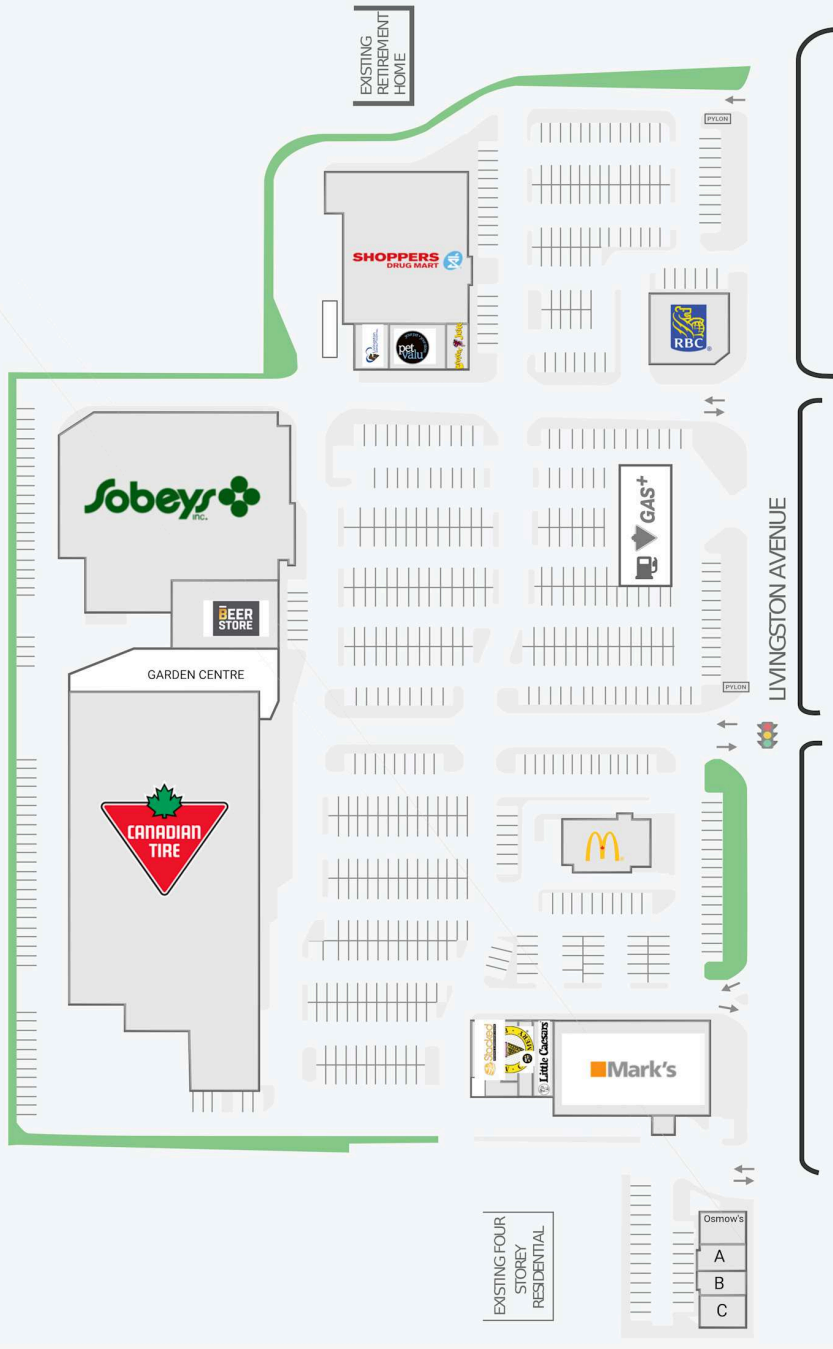 EXISTING
RETIREMENT
HOME
PYLON
SHOPPERS
DRUG MART
pet
valu
RBC
Sobeys
inc.
GAS+
BEER
STORE
GARDEN CENTRE
LIVINGSTON AVENUE
PYLON
CANADIAN
TIRE
Stacked
Little Caesars
Mark's
EXISTING FOUR
STOREY
RESIDENTIAL
Osmow's
A
B
C